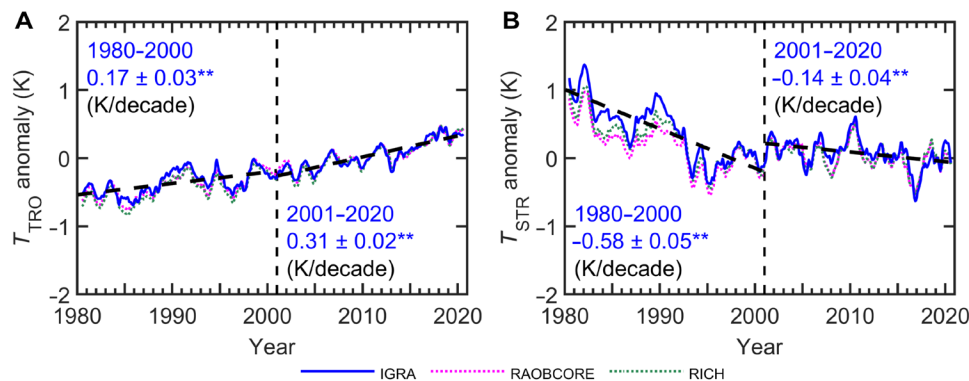 A
2
1
0
−1
−2
T_TRO anomaly (K)
1980–2000
0.17 ± 0.03**
(K/decade)
2001–2020
0.31 ± 0.02**
(K/decade)
1980 1990 2000 2010 2020
Year
B
2
1
0
−1
−2
T_STR anomaly (K)
2001–2020
−0.14 ± 0.04**
(K/decade)
1980–2000
−0.58 ± 0.05**
(K/decade)
1980 1990 2000 2010 2020
Year
IGRA RAOBCORE RICH